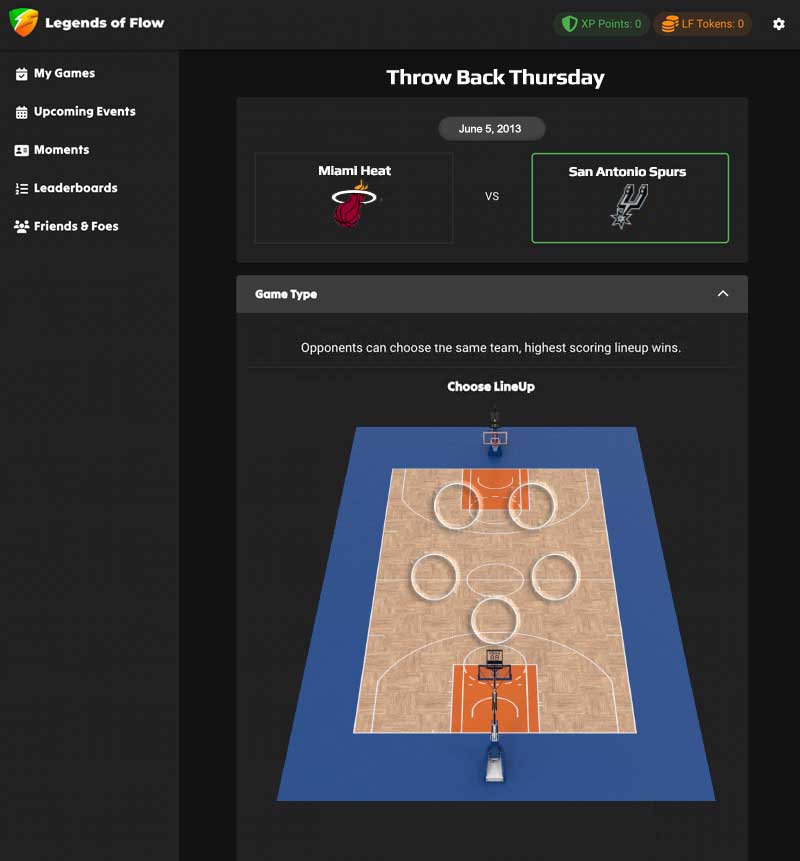 Legends of Flow
XP Points: 0
LF Tokens: 0
My Games
Upcoming Events
Moments
Leaderboards
Friends & Foes
Throw Back Thursday
June 5, 2013
Miami Heat
VS
San Antonio Spurs
Game Type
Opponents can choose the same team, highest scoring lineup wins.
Choose LineUp